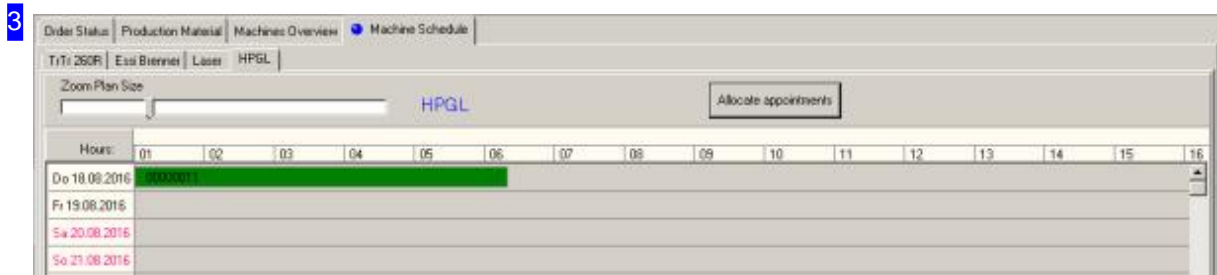 3
Order Status Production Material Machines Overview Machine Schedule
TrTr 260R Essi Brenner Laser HPGL
Zoom Plan Size
HPGL Allocate appointments
Hours: 01 02 03 04 05 06 07 08 09 10 11 12 13 14 15 16
Do 18.08.2016 00000011
Fr 19.08.2016
Sa 20.08.2016
So 21.08.2016